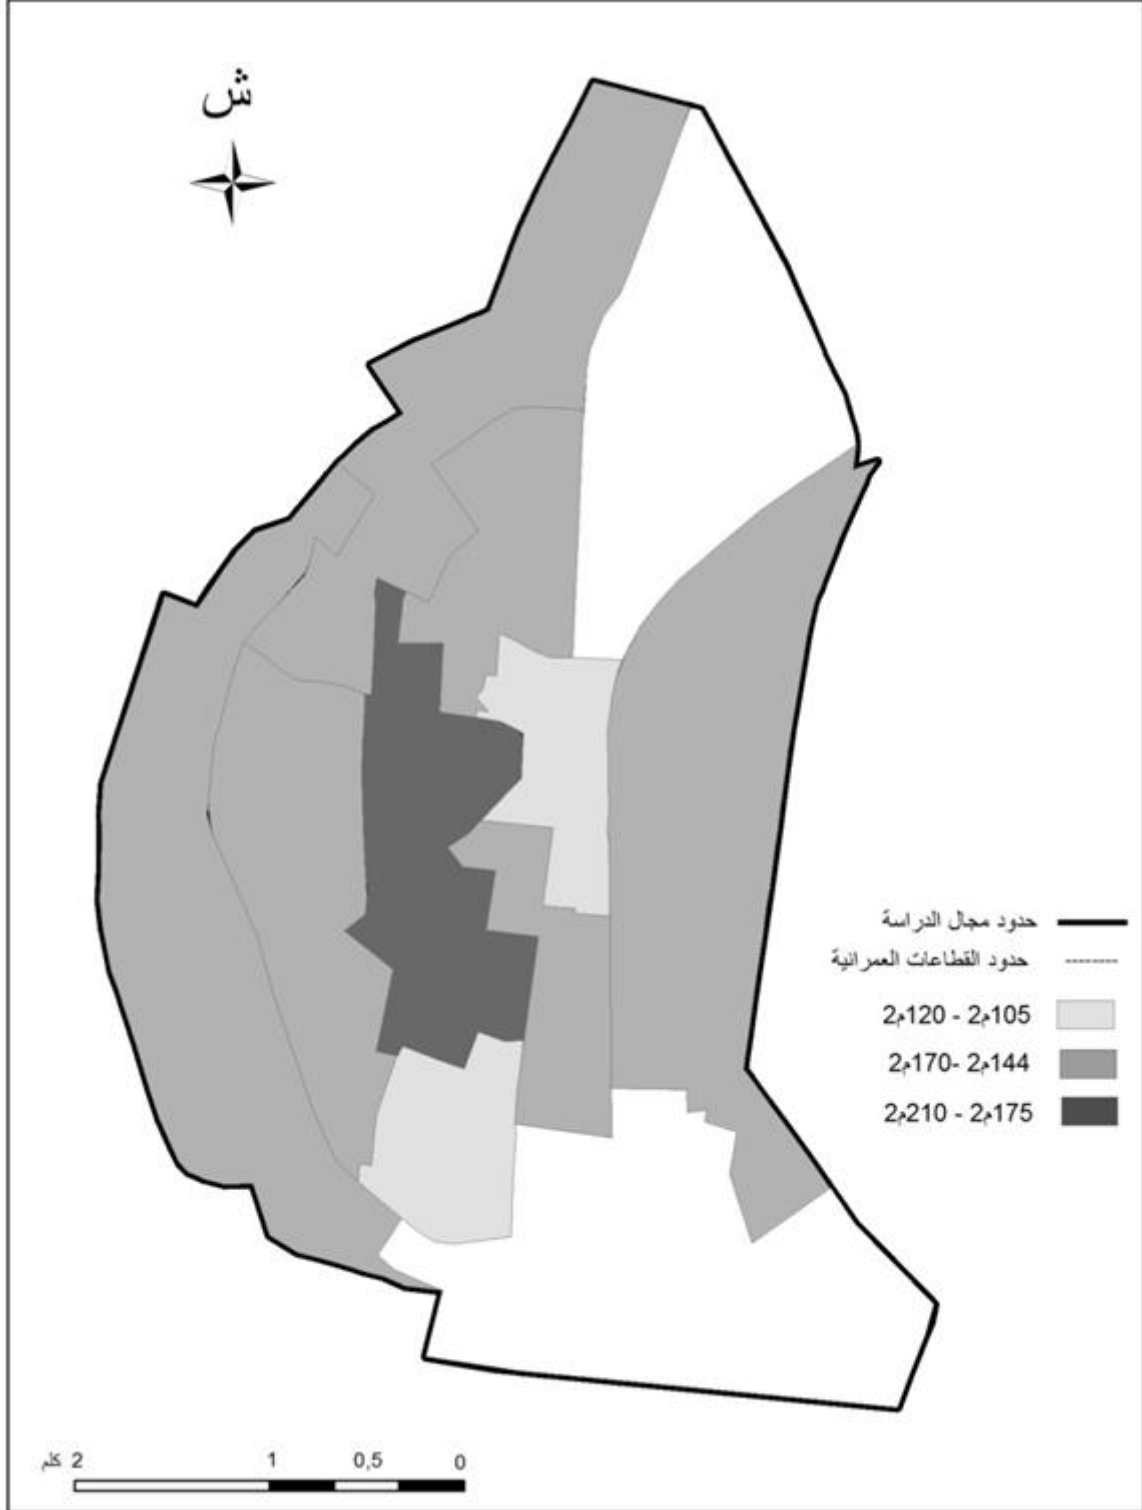 ش
حدود مجال الدراسة
حدود القطاعات العمرانية
105م2 - 120م2
144م2 -170م2
175م2 - 210م2
0 0,5 1 2 كلم